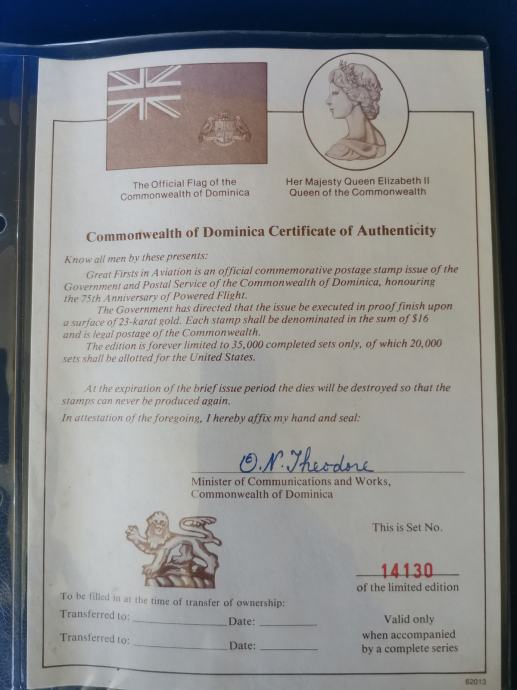 The Official Flag of the
Commonwealth of Dominica
Her Majesty Queen Elizabeth II
Queen of the Commonwealth
Commonwealth of Dominica Certificate of Authenticity
Know all men by these presents:
Great Firsts in Aviation is an official commemorative postage stamp issue of the
Government and Postal Service of the Commonwealth of Dominica, honouring
the 75th Anniversary of Powered Flight.
The Government has directed that the issue be executed in proof finish upon
a surface of 23-karat gold. Each stamp shall be denominated in the sum of $16
and is legal postage of the Commonwealth.
The edition is forever limited to 35,000 completed sets only, of which 20,000
sets shall be allotted for the United States.
At the expiration of the brief issue period the dies will be destroyed so that the
stamps can never be produced again.
In attestation of the foregoing, I hereby affix my hand and seal:
O.N. Theodore
Minister of Communications and Works,
Commonwealth of Dominica
This is Set No.
14130
of the limited edition
To be filled in at the time of transfer of ownership:
Transferred to: Date:
Transferred to: Date:
Valid only
when accompanied
by a complete series
62013